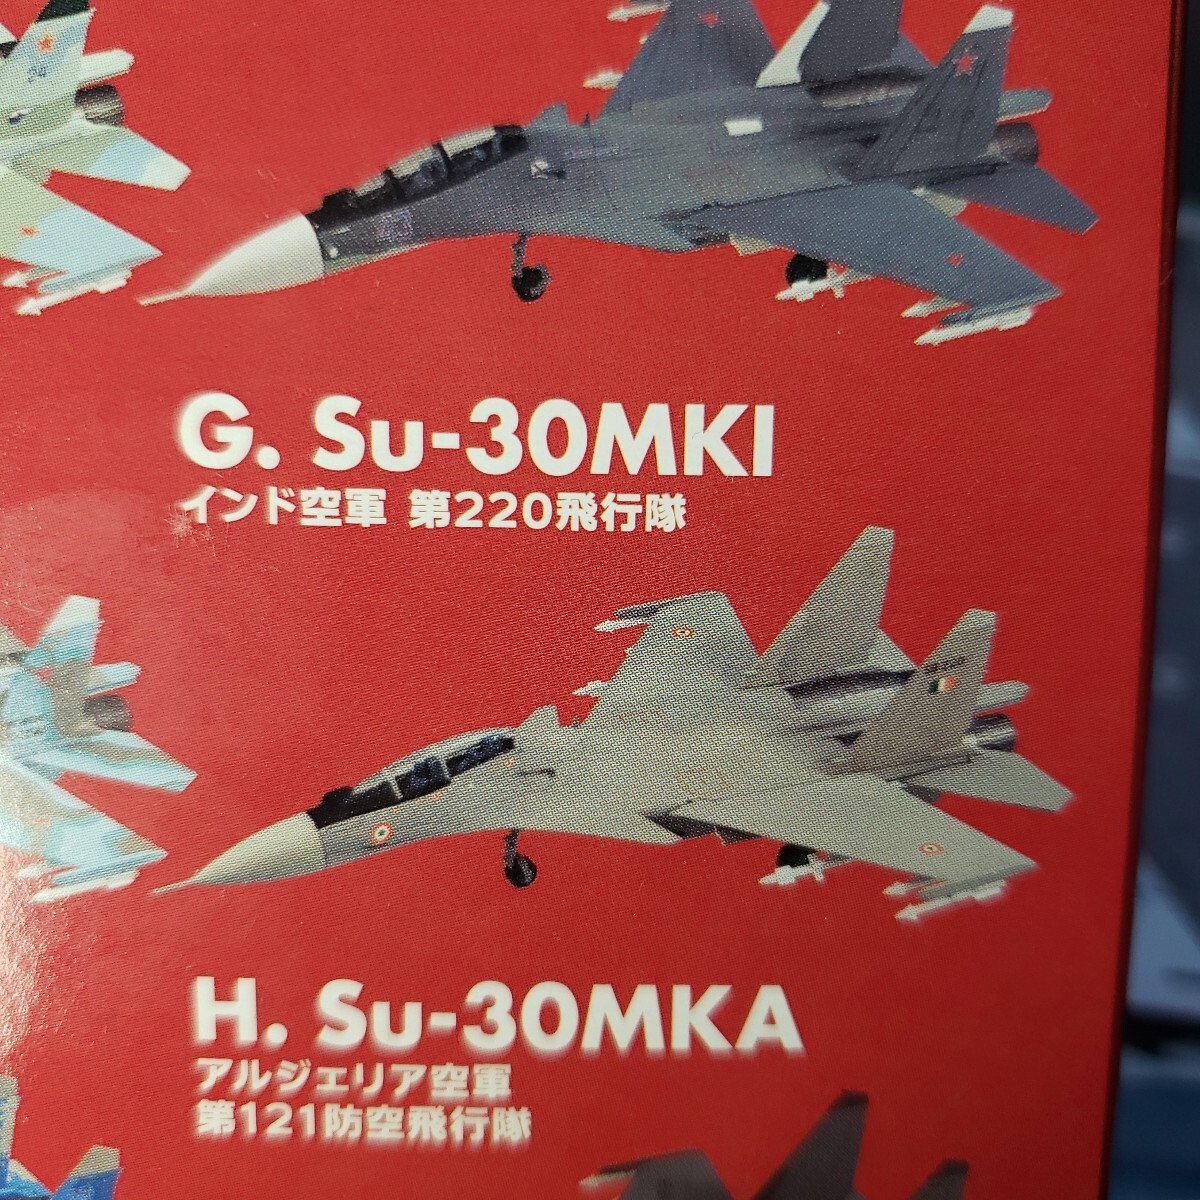 G. Su-30MKI
インド空軍 第220飛行隊
H. Su-30MKA
アルジェリア空軍
第121防空飛行隊